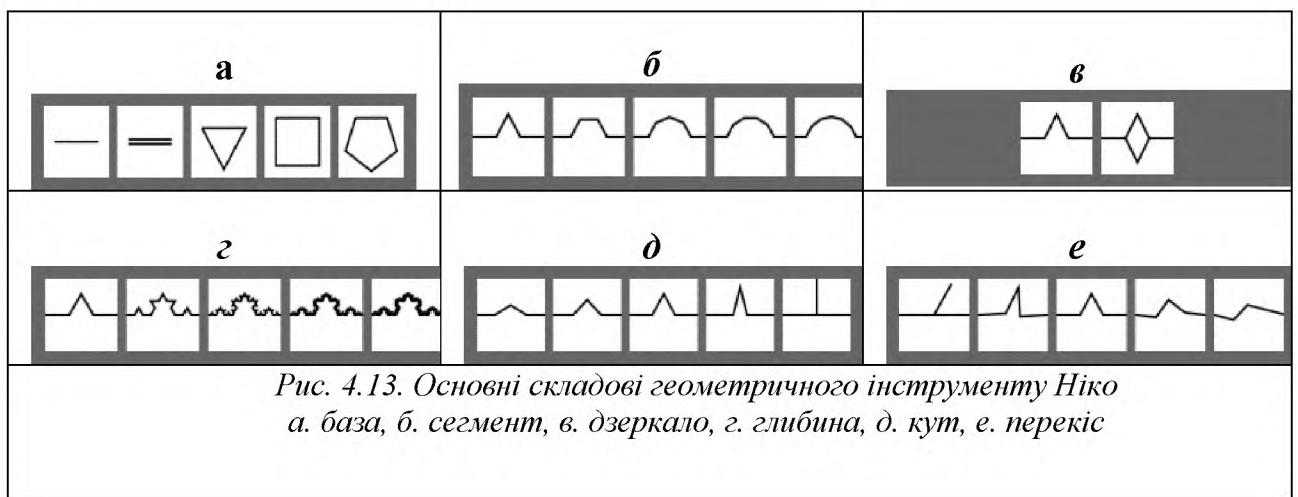 а
б
в
г
д
е
Рис. 4.13. Основні складові геометричного інструменту Ніко
а. база, б. сегмент, в. дзеркало, г. глибина, д. кут, е. перекіс